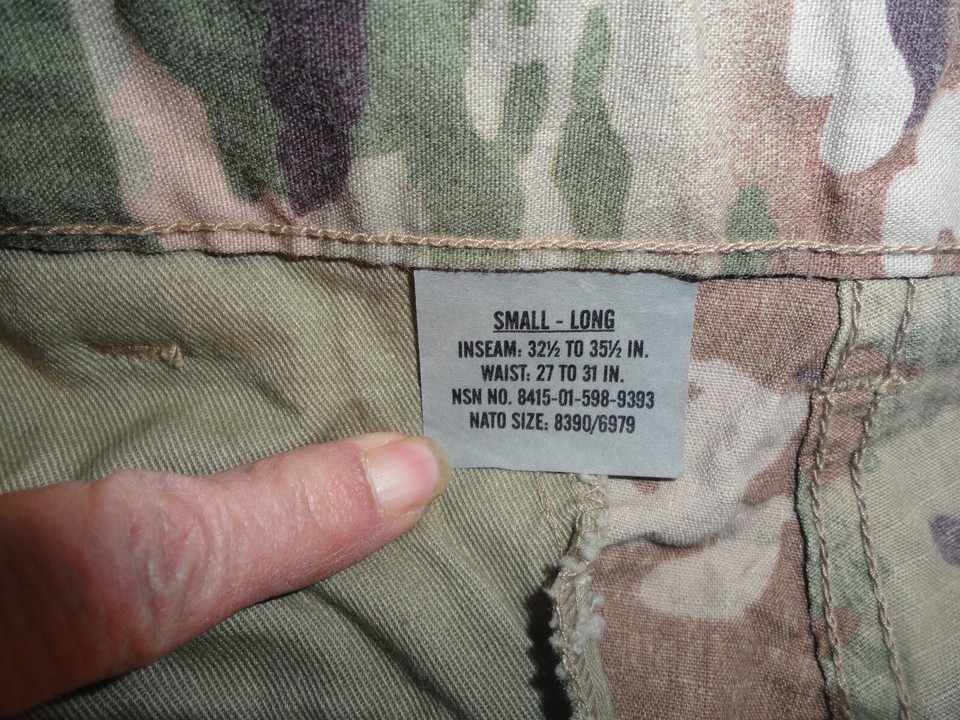 SMALL - LONG
INSEAM: 32½ TO 35½ IN.
WAIST: 27 TO 31 IN.
NSN NO. 8415-01-598-9393
NATO SIZE: 8390/6979